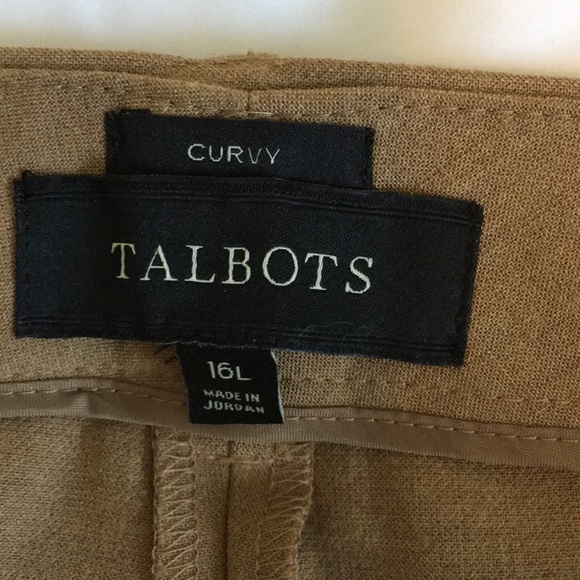 CURVY
TALBOTS
16L
MADE IN
JORDAN